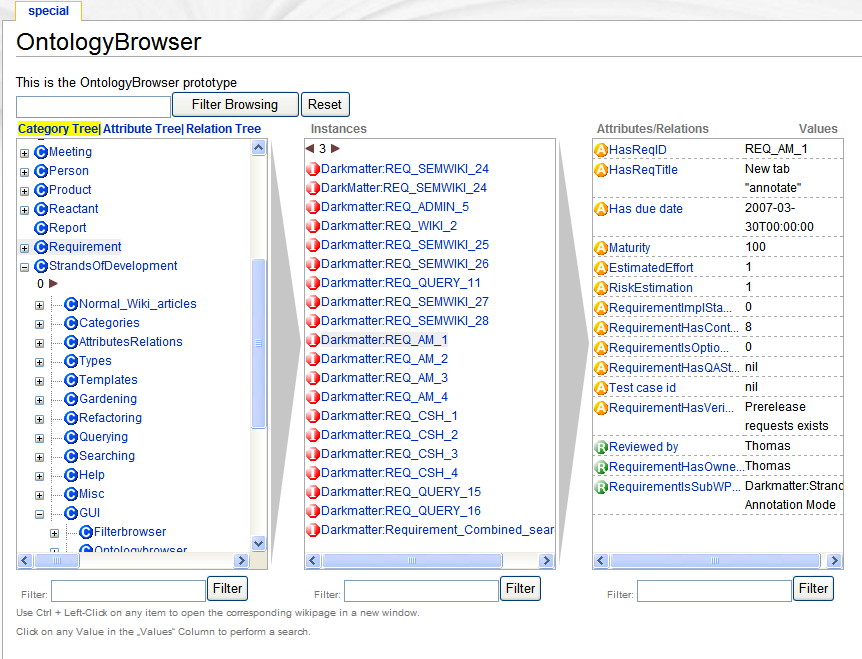 special
OntologyBrowser
This is the OntologyBrowser prototype
Filter Browsing Reset
Category Tree| Attribute Tree| Relation Tree
Meeting
Person
Product
Reactant
Report
Requirement
StrandsOfDevelopment
0
Normal_Wiki_articles
Categories
AttributesRelations
Types
Templates
Gardening
Refactoring
Querying
Searching
Help
Misc
GUI
Filterbrowser
Ontologybrowser
Filter: Filter
Instances
3
Darkmatter:REQ_SEMWIKI_24
DarkMatter:REQ_SEMWIKI_24
Darkmatter:REQ_ADMIN_5
Darkmatter:REQ_WIKI_2
Darkmatter:REQ_SEMWIKI_25
Darkmatter:REQ_SEMWIKI_26
Darkmatter:REQ_QUERY_11
Darkmatter:REQ_SEMWIKI_27
Darkmatter:REQ_SEMWIKI_28
Darkmatter:REQ_AM_1
Darkmatter:REQ_AM_2
Darkmatter:REQ_AM_3
Darkmatter:REQ_AM_4
Darkmatter:REQ_CSH_1
Darkmatter:REQ_CSH_2
Darkmatter:REQ_CSH_3
Darkmatter:REQ_CSH_4
Darkmatter:REQ_QUERY_15
Darkmatter:REQ_QUERY_16
Darkmatter:Requirement_Combined_sear
Filter: Filter
Attributes/Relations Values
HasReqID REQ_AM_1
HasReqTitle New tab
"annotate"
Has due date 2007-03-
30T00:00:00
Maturity 100
EstimatedEffort 1
RiskEstimation 1
RequirementImplSta... 0
RequirementHasCont... 8
RequirementIsOptio... 0
RequirementHasQASt... nil
Test case id nil
RequirementHasVeri... Prerelease
requests exists
Reviewed by Thomas
RequirementHasOwne... Thomas
RequirementIsSubWP... Darkmatter:Strand
Annotation Mode
Filter: Filter
Use Ctrl + Left-Click on any item to open the corresponding wikipage in a new window.
Click on any Value in the „Values" Column to perform a search.